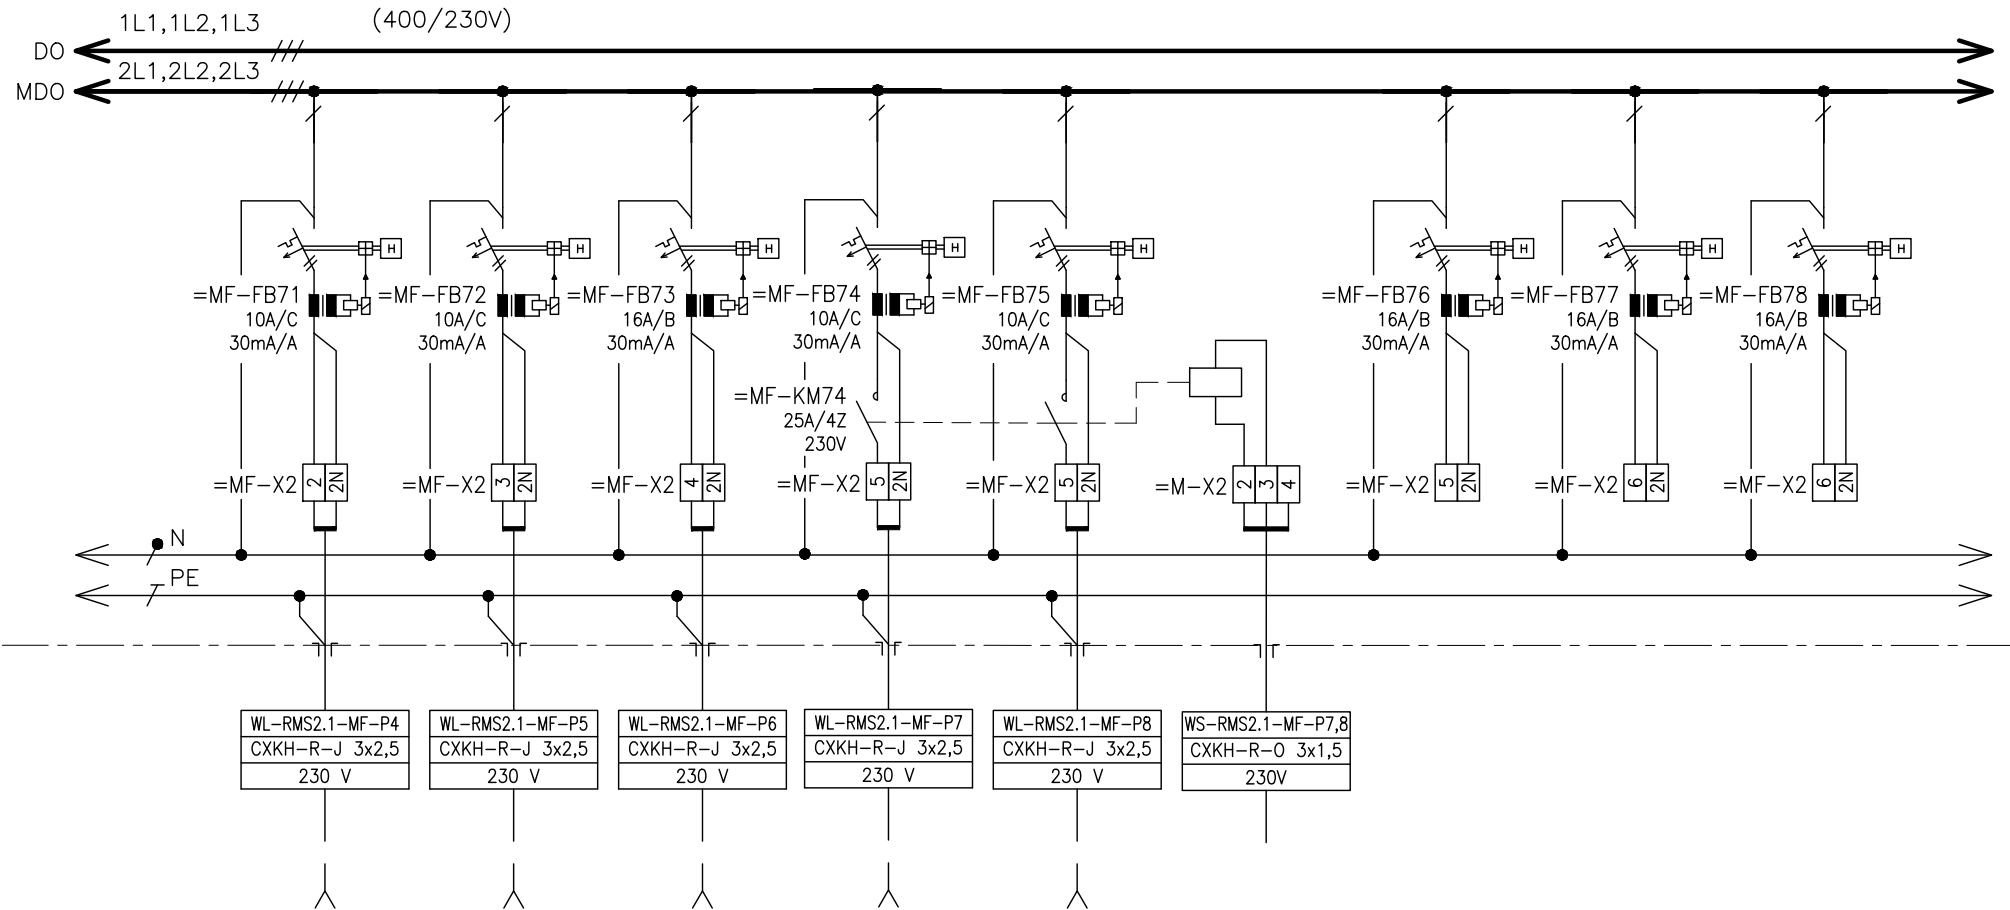 1L1,1L2,1L3 (400/230V)
DO
2L1,2L2,2L3
MDO
H H H H H H H H
=MF-FB71 =MF-FB72 =MF-FB73 =MF-FB74 =MF-FB75 =MF-FB76 =MF-FB77 =MF-FB78
10A/C 10A/C 16A/B 10A/C 10A/C 16A/B 16A/B 16A/B
30mA/A 30mA/A 30mA/A 30mA/A 30mA/A 30mA/A 30mA/A 30mA/A
=MF-KM74
25A/4Z
230V
=MF-X2 2 2N =MF-X2 3 2N =MF-X2 4 2N =MF-X2 5 2N =MF-X2 5 2N =M-X2 2 3 4 =MF-X2 5 2N =MF-X2 6 2N =MF-X2 6 2N
N
PE
WL-RMS2.1-MF-P4 WL-RMS2.1-MF-P5 WL-RMS2.1-MF-P6 WL-RMS2.1-MF-P7 WL-RMS2.1-MF-P8 WS-RMS2.1-MF-P7,8
CXKH-R-J 3x2,5 CXKH-R-J 3x2,5 CXKH-R-J 3x2,5 CXKH-R-J 3x2,5 CXKH-R-J 3x2,5 CXKH-R-O 3x1,5
230 V 230 V 230 V 230 V 230 V 230V